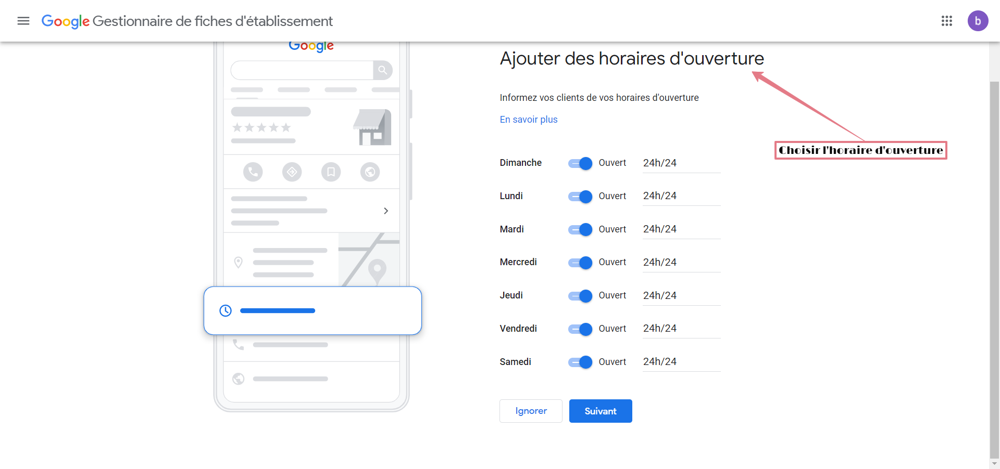 Google Gestionnaire de fiches d'établissement
b
Google
Ajouter des horaires d'ouverture
Informez vos clients de vos horaires d'ouverture
En savoir plus
Choisir l'horaire d'ouverture
Dimanche Ouvert 24h/24
Lundi Ouvert 24h/24
Mardi Ouvert 24h/24
Mercredi Ouvert 24h/24
Jeudi Ouvert 24h/24
Vendredi Ouvert 24h/24
Samedi Ouvert 24h/24
Ignorer Suivant